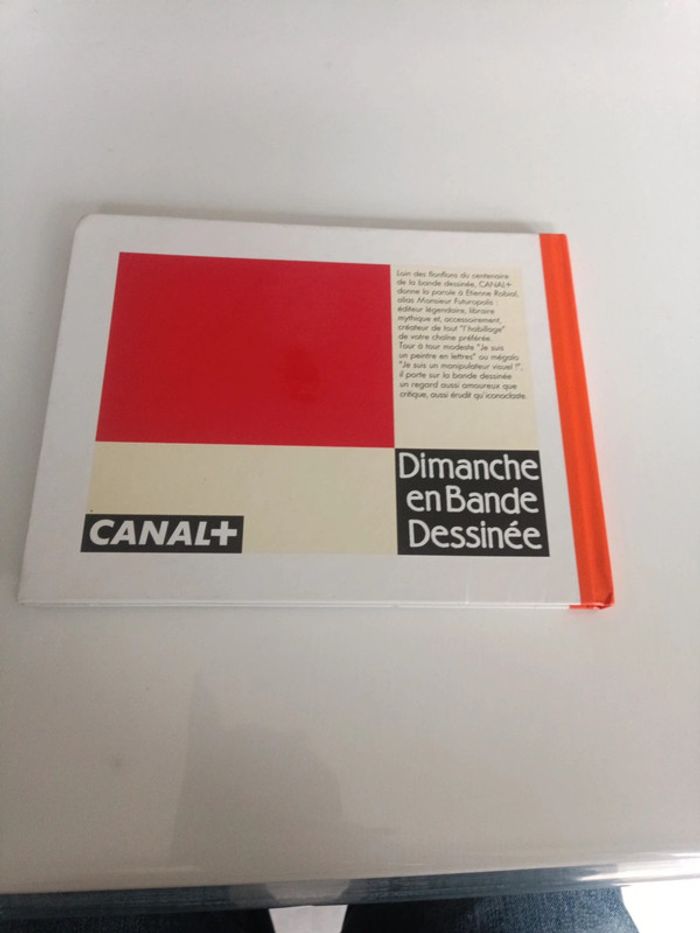 Loin des flonflons du centenaire
de la bande dessinée, CANAL+
donne la parole à Etienne Robial,
alias Monsieur Futuropolis :
éditeur légendaire, libraire
mythique et, accessoirement,
créateur de tout "l'habillage"
de votre chaîne préférée.
Tour à tour modeste "Je suis
un peintre en lettres" ou mégalo
"Je suis un manipulateur visuel !",
il porte sur la bande dessinée
un regard aussi amoureux que
critique, aussi érudit qu'iconoclaste.
Dimanche
en Bande
Dessinée
CANAL+